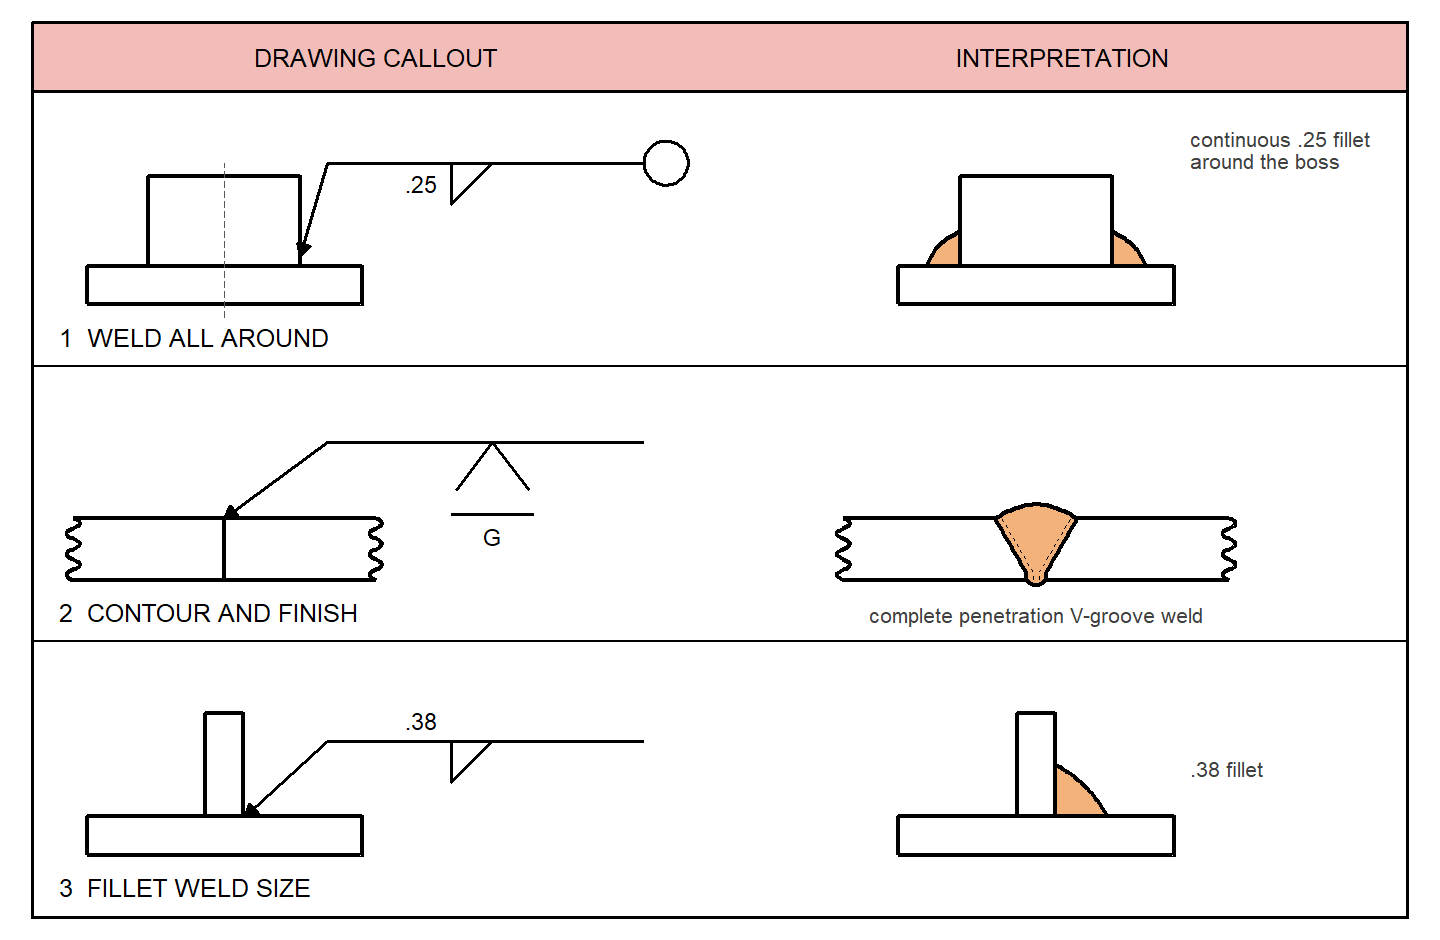 DRAWING CALLOUT
INTERPRETATION
.25
continuous .25 fillet
around the boss
1 WELD ALL AROUND
G
2 CONTOUR AND FINISH
complete penetration V-groove weld
.38
.38 fillet
3 FILLET WELD SIZE